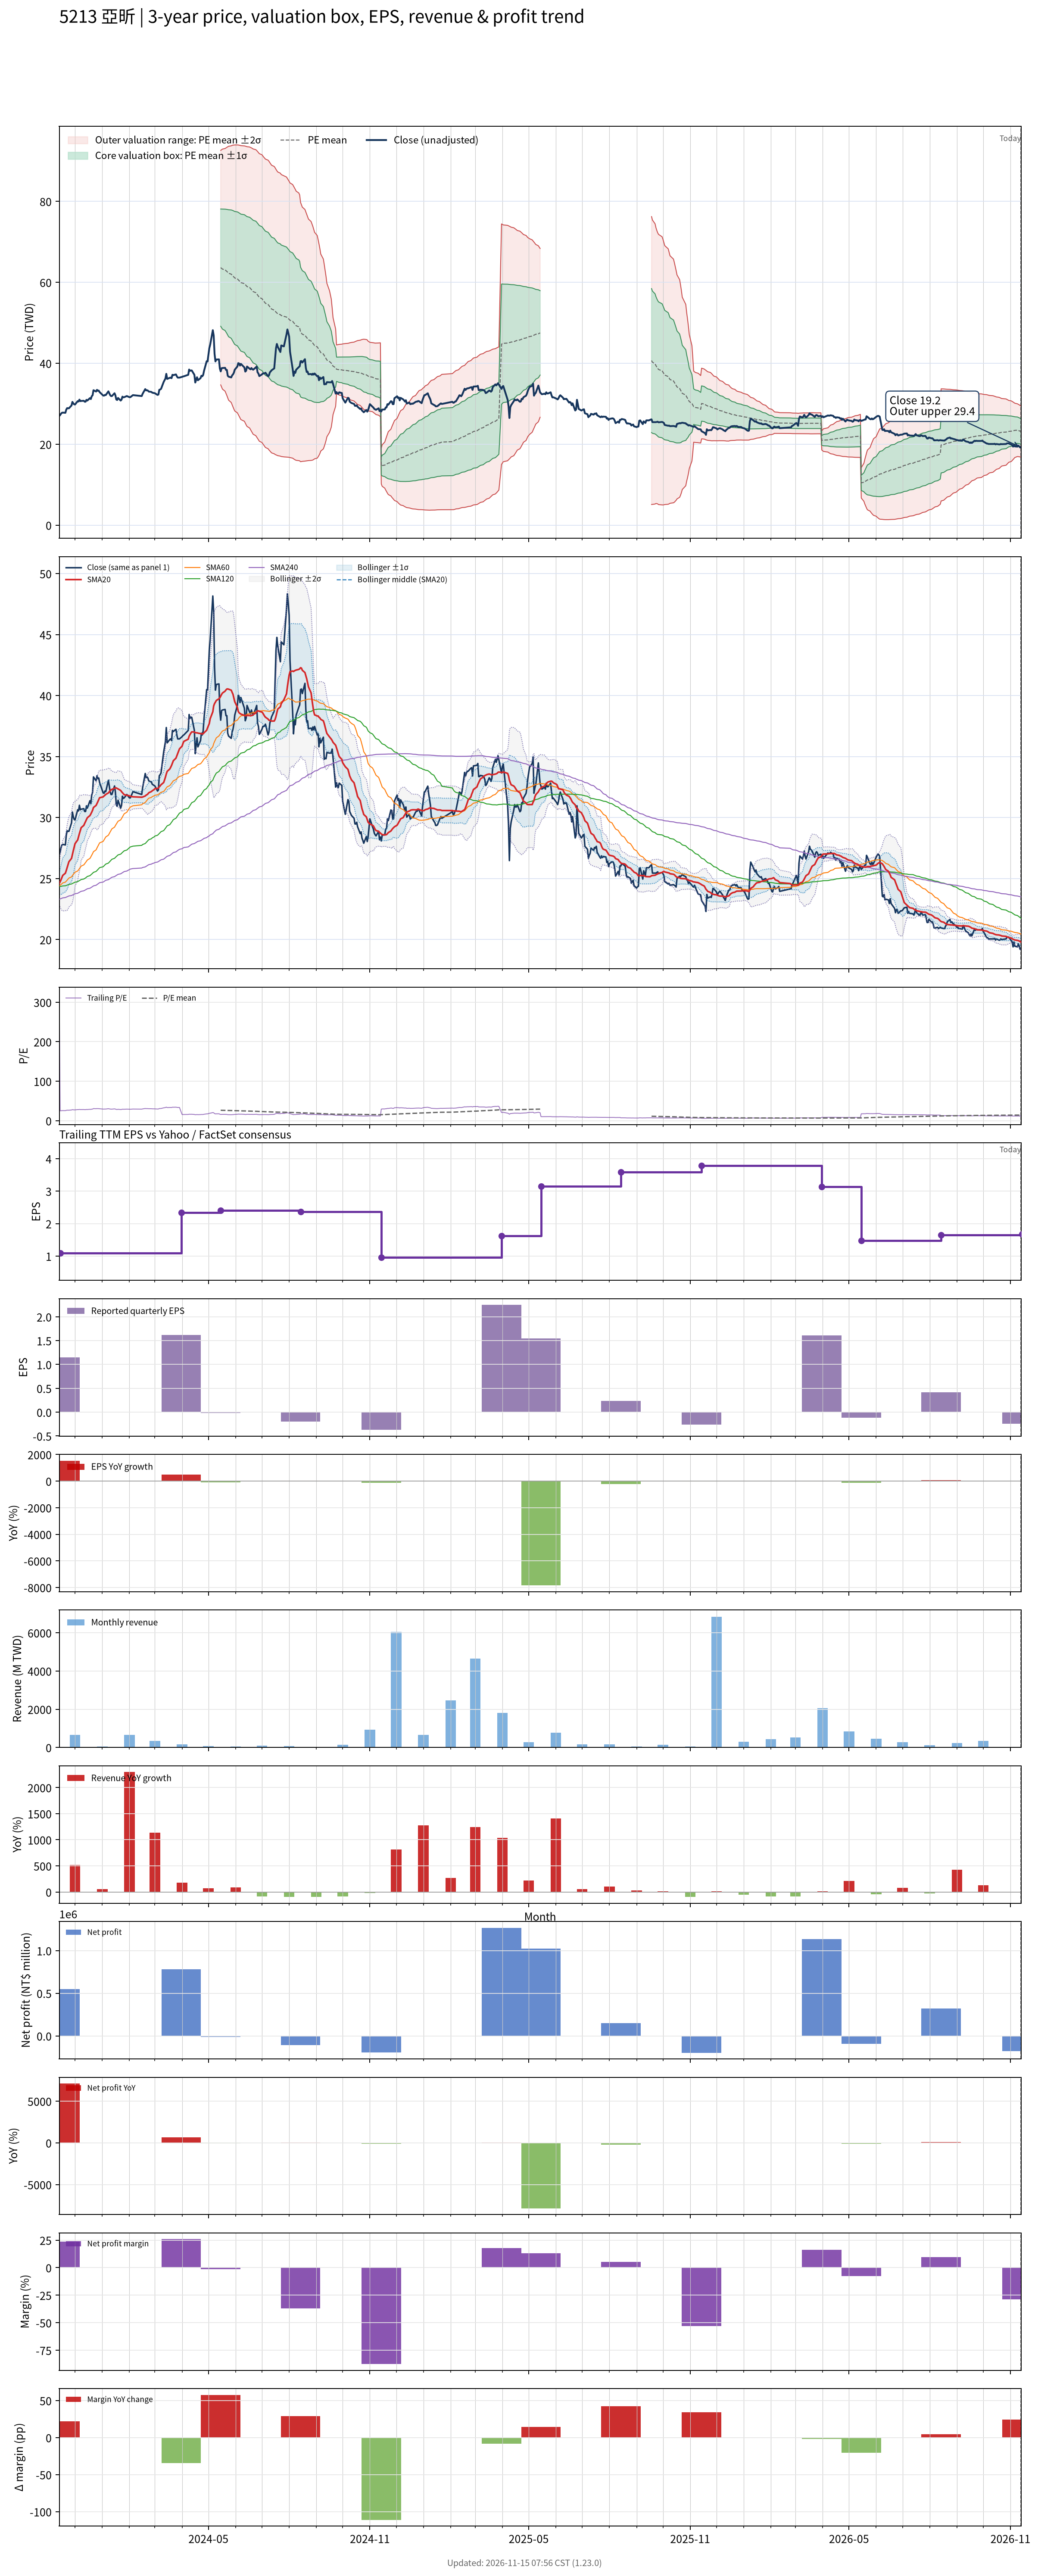 5213 亞昕 | 3-year price, valuation box, EPS, revenue & profit trend
Outer valuation range: PE mean ±2σ
PE mean
Close (unadjusted)
Core valuation box: PE mean ±1σ
Today
Price (TWD)
80
60
40
20
0
Close 19.2
Outer upper 29.4
Close (same as panel 1)
SMA20
SMA60
SMA120
SMA240
Bollinger ±2σ
Bollinger ±1σ
Bollinger middle (SMA20)
Price
50
45
40
35
30
25
20
Trailing P/E
P/E mean
P/E
300
200
100
0
Trailing TTM EPS vs Yahoo / FactSet consensus
Today
EPS
4
3
2
1
Reported quarterly EPS
EPS
2.0
1.5
1.0
0.5
0.0
-0.5
EPS YoY growth
YoY (%)
2000
0
-2000
-4000
-6000
-8000
Monthly revenue
Revenue (M TWD)
6000
4000
2000
0
Revenue YoY growth
YoY (%)
2000
1500
1000
500
0
Month
1e6
Net profit
Net profit (NT$ million)
1.0
0.5
0.0
Net profit YoY
YoY (%)
5000
0
-5000
Net profit margin
Margin (%)
25
0
-25
-50
-75
Margin YoY change
Δ margin (pp)
50
0
-50
-100
2024-05
2024-11
2025-05
2025-11
2026-05
2026-11
Updated: 2026-11-15 07:56 CST (1.23.0)